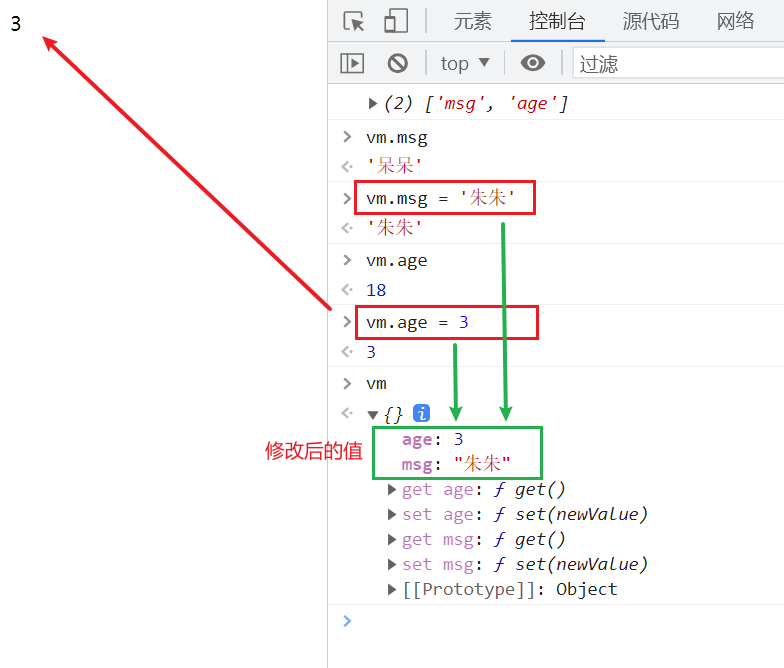 3
元素 控制台 源代码 网络
top 过滤
(2) ['msg', 'age']
vm.msg
'呆呆'
vm.msg = '朱朱'
'朱朱'
vm.age
18
vm.age = 3
3
vm
{} i
age: 3
修改后的值
msg: "朱朱"
get age: ƒ get()
set age: ƒ set(newValue)
get msg: ƒ get()
set msg: ƒ set(newValue)
[[Prototype]]: Object